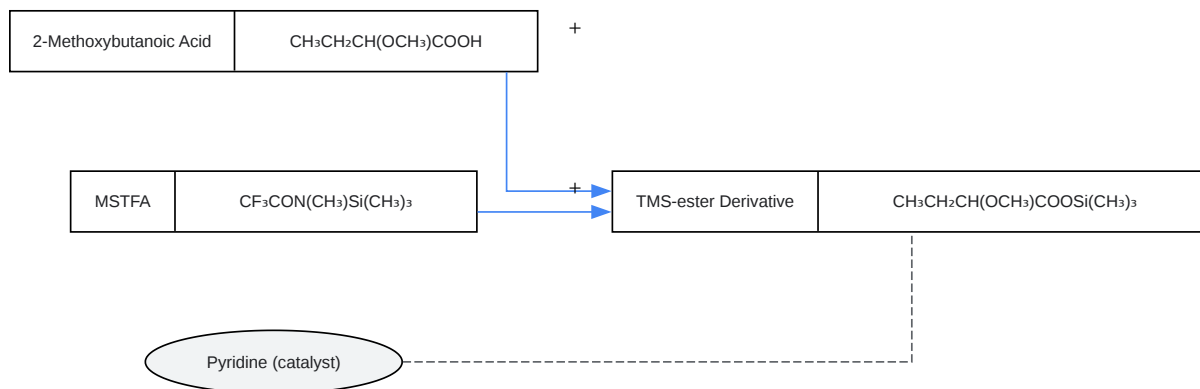 2-Methoxybutanoic Acid
CH₃CH₂CH(OCH₃)COOH
+
MSTFA
CF₃CON(CH₃)Si(CH₃)₃
+
TMS-ester Derivative
CH₃CH₂CH(OCH₃)COOSi(CH₃)₃
Pyridine (catalyst)